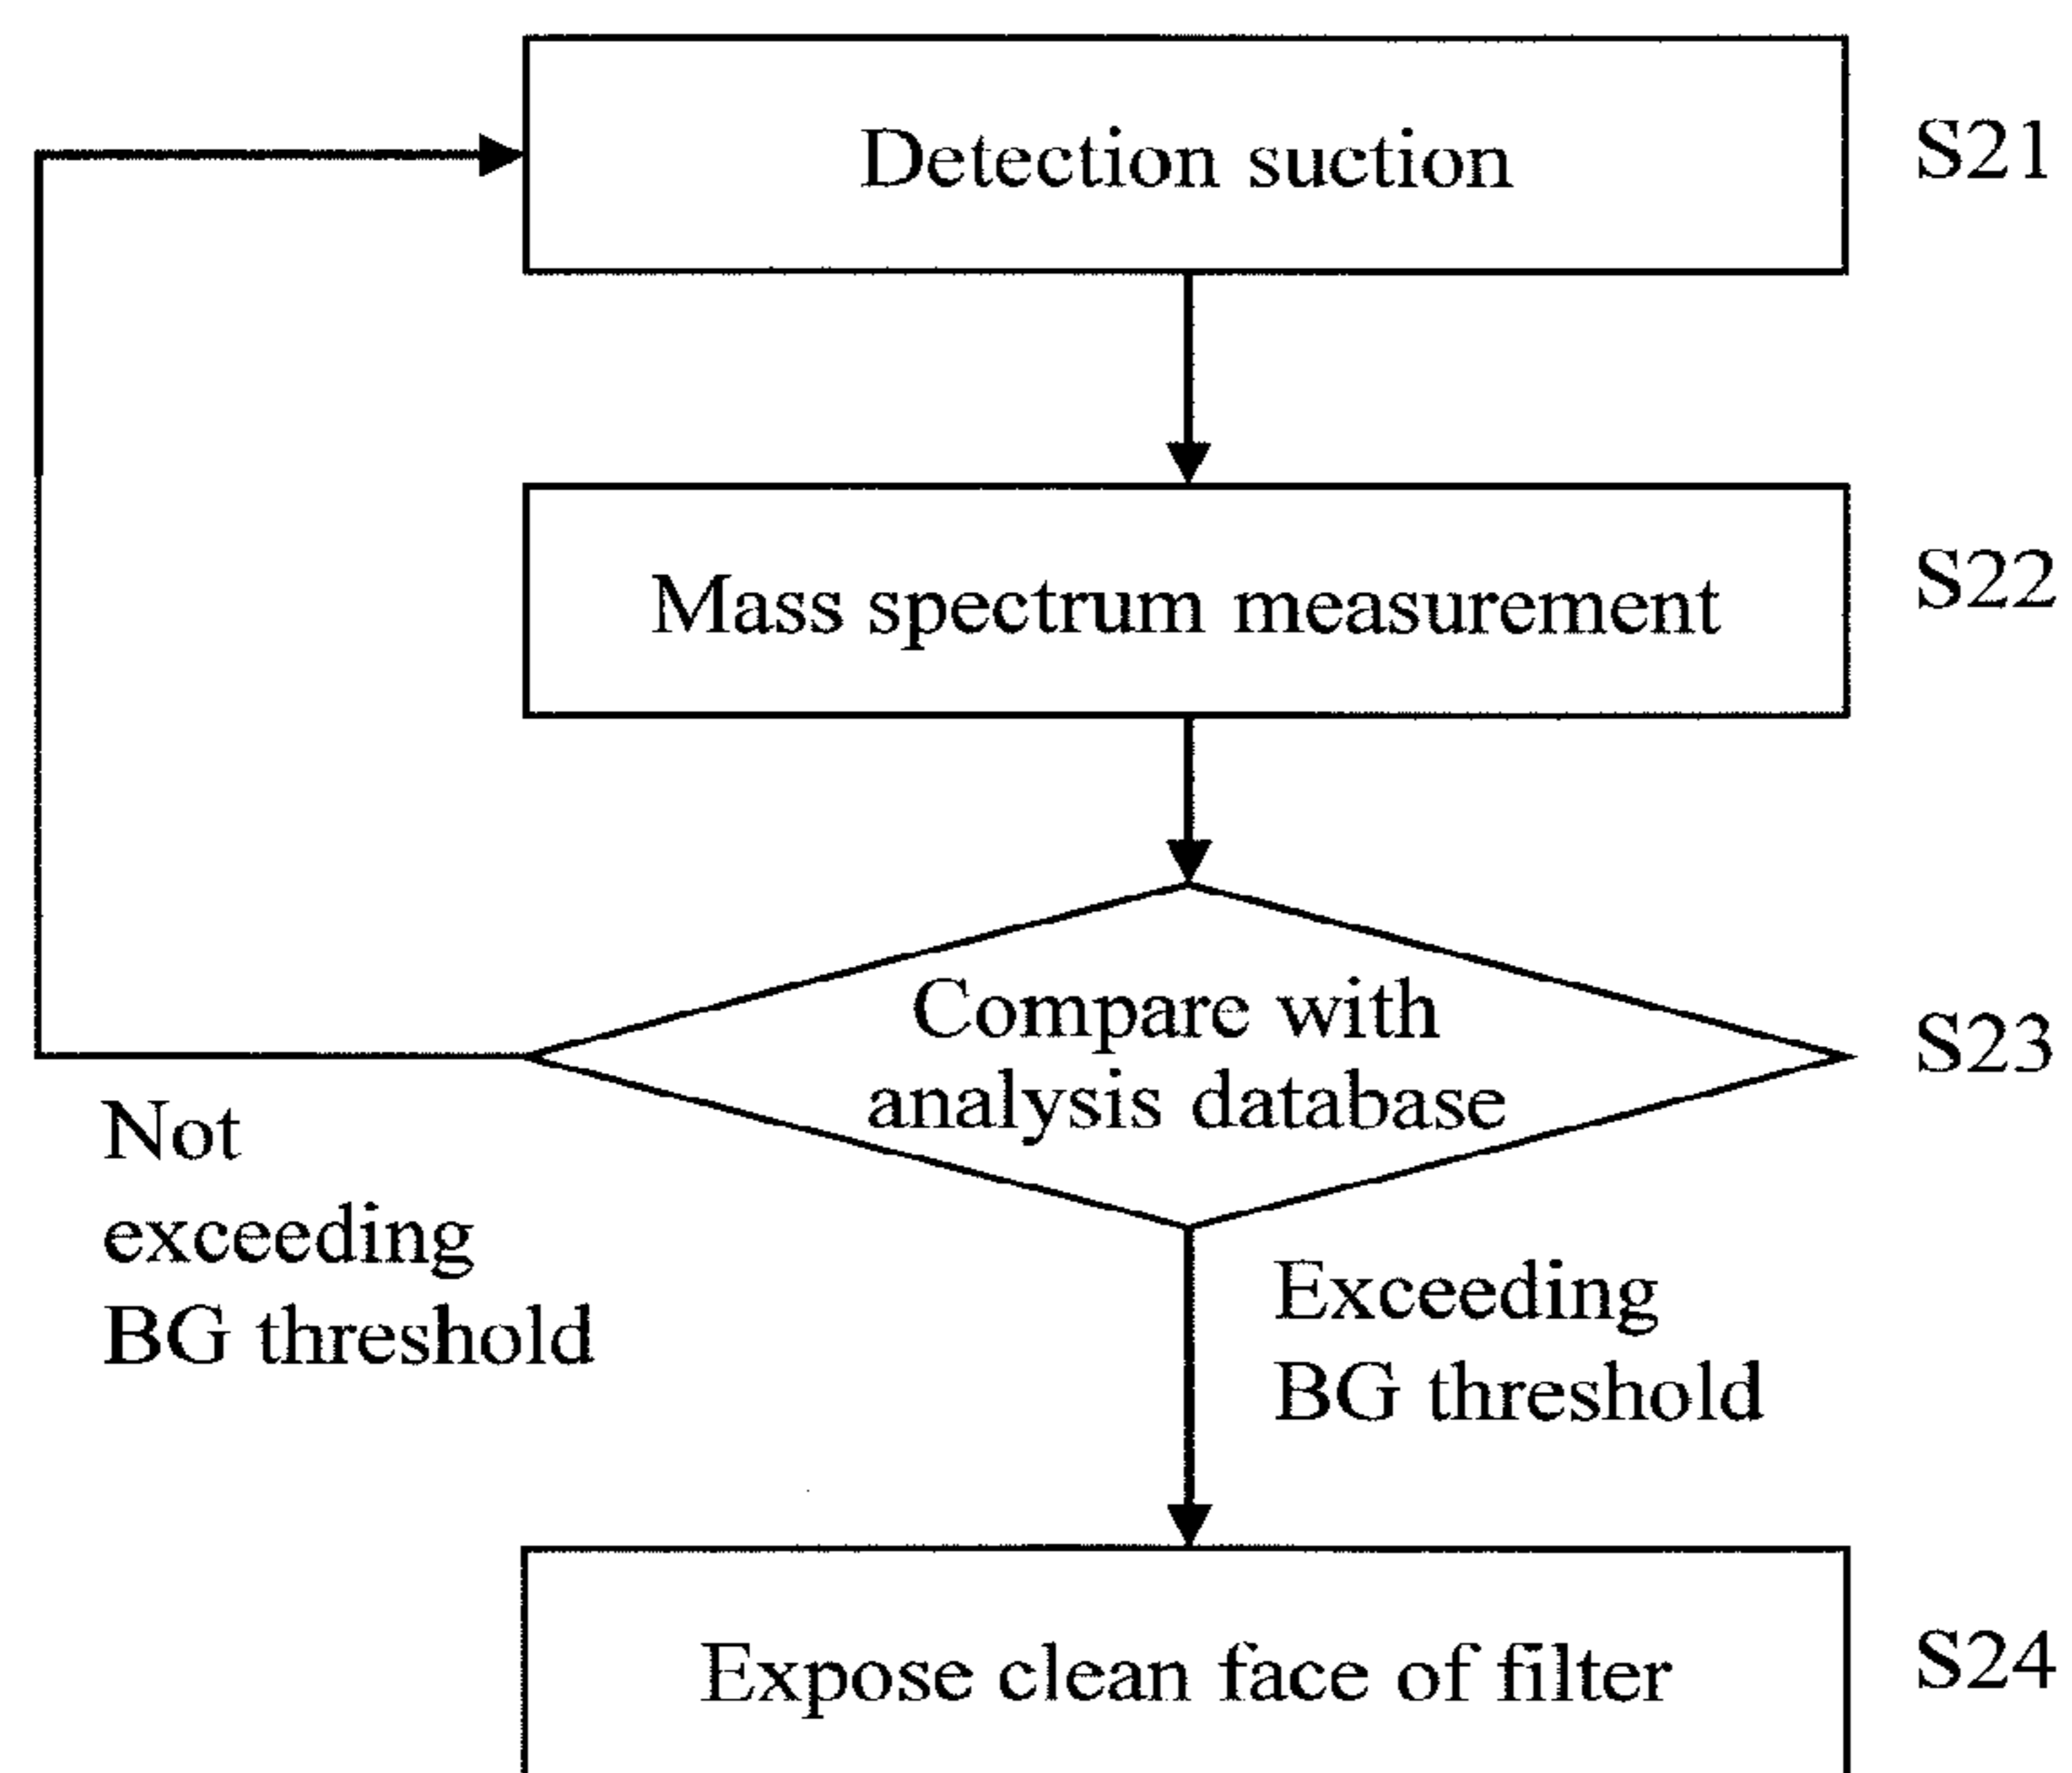 Detection suction
S21
Mass spectrum measurement
S22
Compare with
analysis database
S23
Not
exceeding
BG threshold
Exceeding
BG threshold
Expose clean face of filter
S24